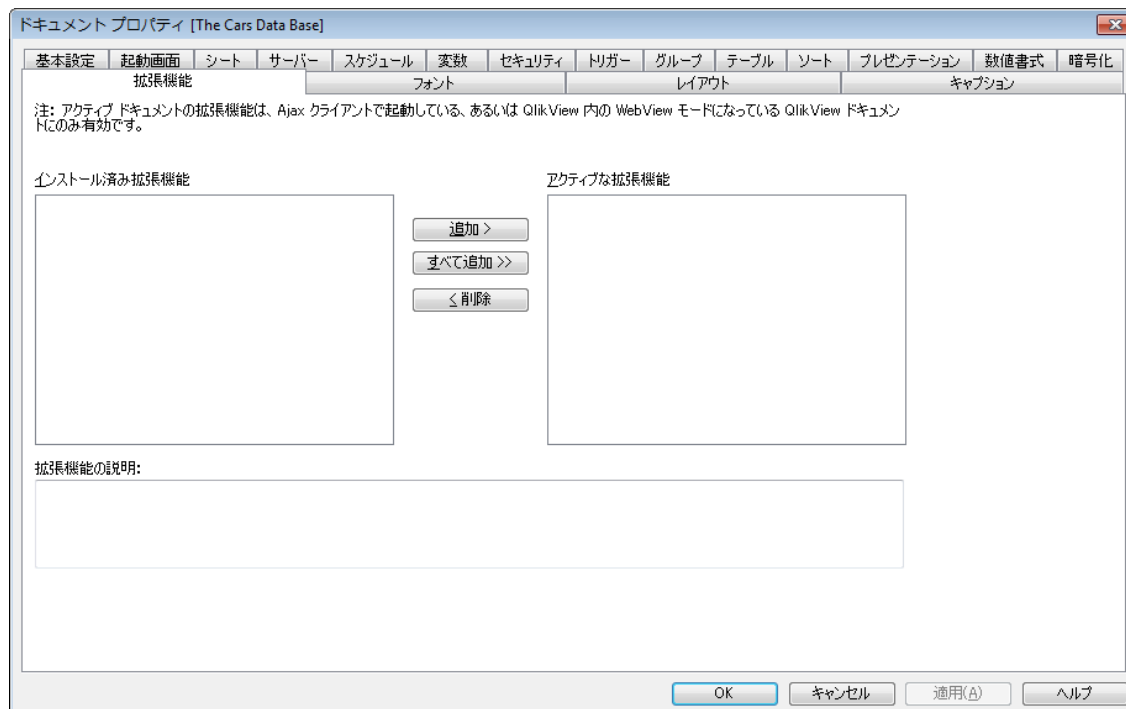 ドキュメント プロパティ [The Cars Data Base]
基本設定 起動画面 シート サーバー スケジュール 変数 セキュリティ トリガー グループ テーブル ソート プレゼンテーション 数値書式 暗号化
拡張機能 フォント レイアウト キャプション
注: アクティブ ドキュメントの拡張機能は、Ajax クライアントで起動している、あるいは QlikView 内の WebView モードになっている QlikView ドキュメン
トにのみ有効です。
インストール済み拡張機能 アクティブな拡張機能
追加 >
すべて追加 >>
< 削除
拡張機能の説明:
OK キャンセル 適用(A) ヘルプ